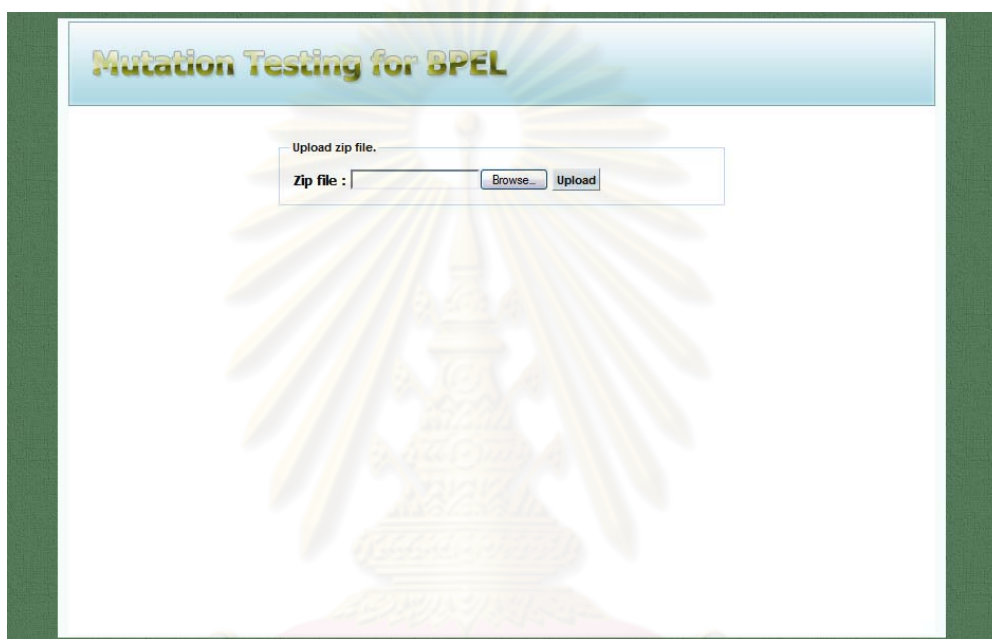 Mutation Testing for BPEL
Upload zip file.
Zip file : Browse... Upload